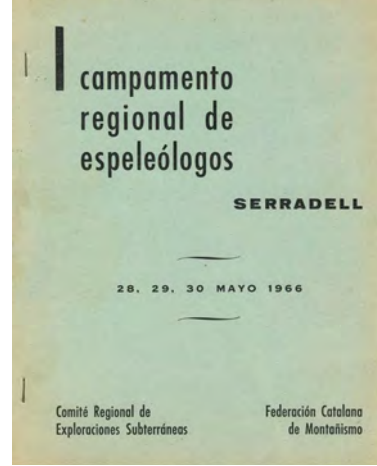 I campamento
regional de
espeleólogos
SERRADELL
28, 29, 30 MAYO 1966
Comité Regional de
Exploraciones Subterráneas
Federación Catalana
de Montañismo